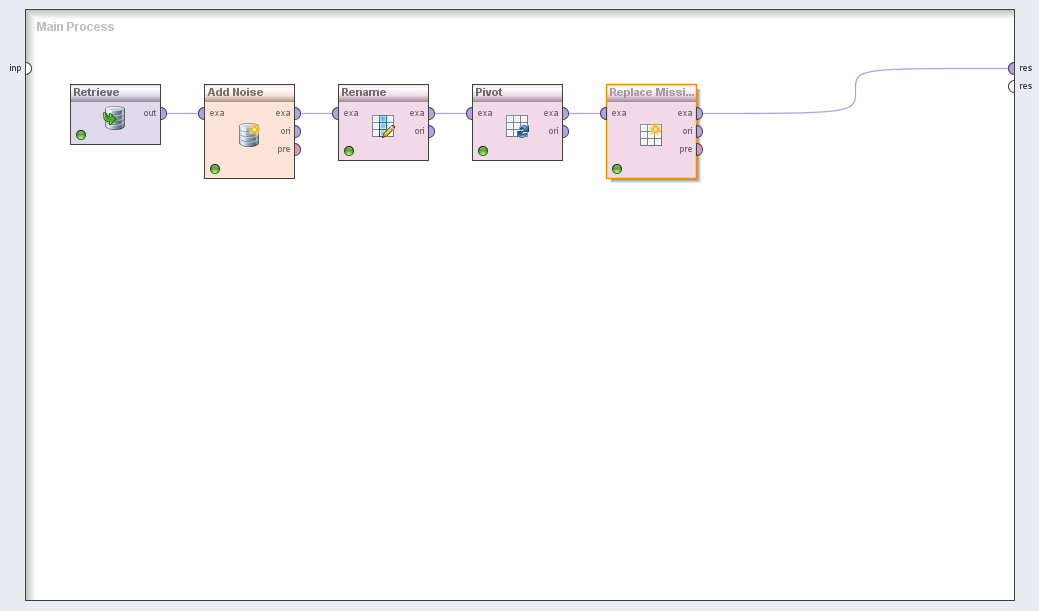 Main Process
inp
res
res
Retrieve
out
Add Noise
exa
exa
ori
pre
Rename
exa
exa
ori
Pivot
exa
exa
ori
Replace Missi...
exa
exa
ori
pre